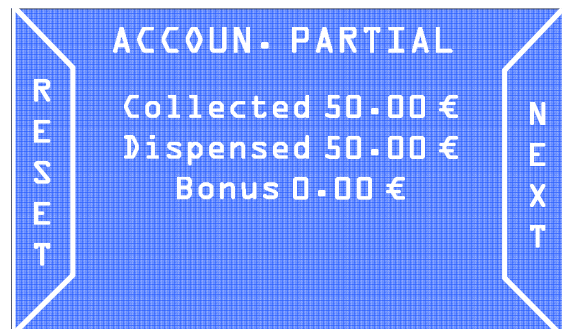 ACCOUN. PARTIAL
RESET
Collected 50.00 €
Dispensed 50.00 €
Bonus 0.00 €
NEXT